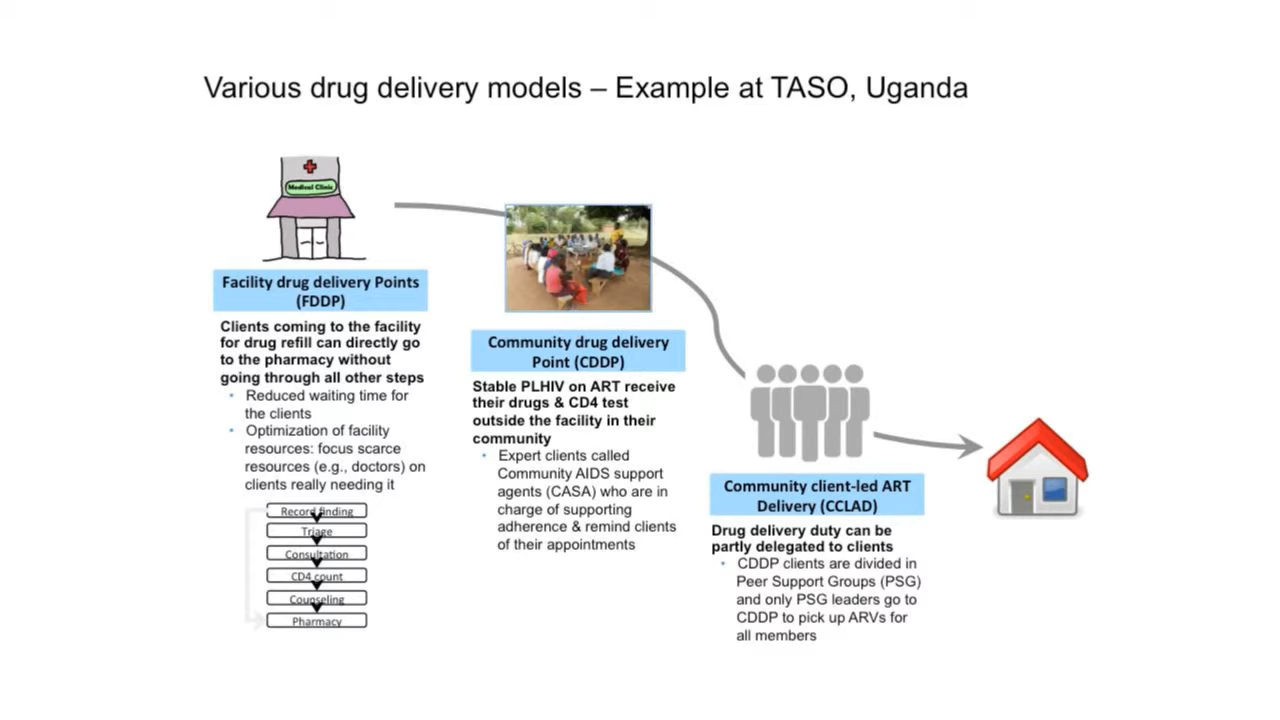 Various drug delivery models – Example at TASO, Uganda
Medical Clinic
Facility drug delivery Points
(FDDP)
Clients coming to the facility
for drug refill can directly go
to the pharmacy without
going through all other steps
• Reduced waiting time for
the clients
• Optimization of facility
resources: focus scarce
resources (e.g., doctors) on
clients really needing it
Record finding
Triage
Consultation
CD4 count
Counseling
Pharmacy
Community drug delivery
Point (CDDP)
Stable PLHIV on ART receive
their drugs & CD4 test
outside the facility in their
community
• Expert clients called
Community AIDS support
agents (CASA) who are in
charge of supporting
adherence & remind clients
of their appointments
Community client-led ART
Delivery (CCLAD)
Drug delivery duty can be
partly delegated to clients
• CDDP clients are divided in
Peer Support Groups (PSG)
and only PSG leaders go to
CDDP to pick up ARVs for
all members